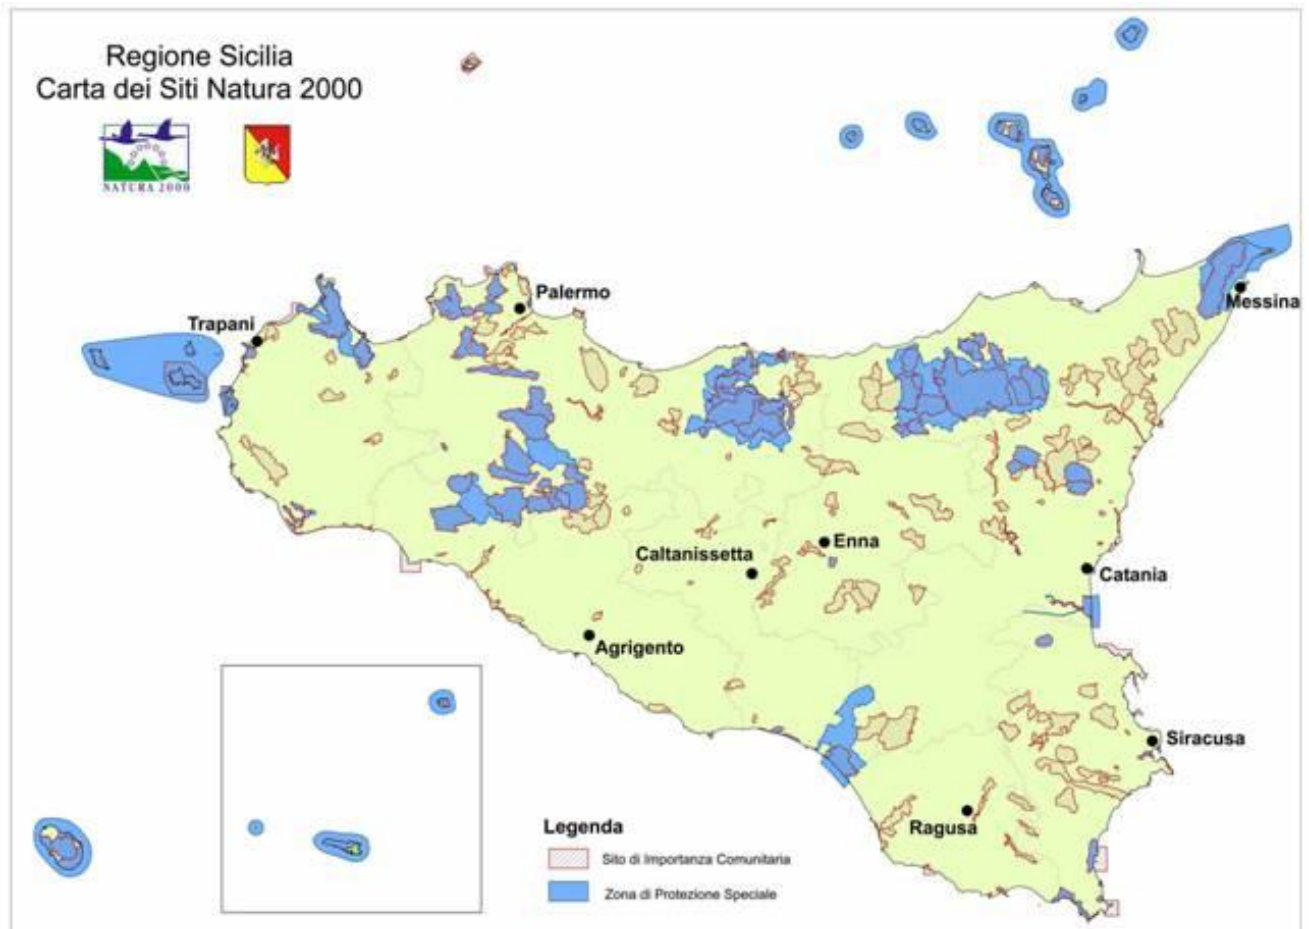 Regione Sicilia
Carta dei Siti Natura 2000
NATURA 2000
Palermo
Trapani
Messina
Enna
Caltanissetta
Catania
Agrigento
Siracusa
Ragusa
Legenda
Sito di Importanza Comunitaria
Zona di Protezione Speciale